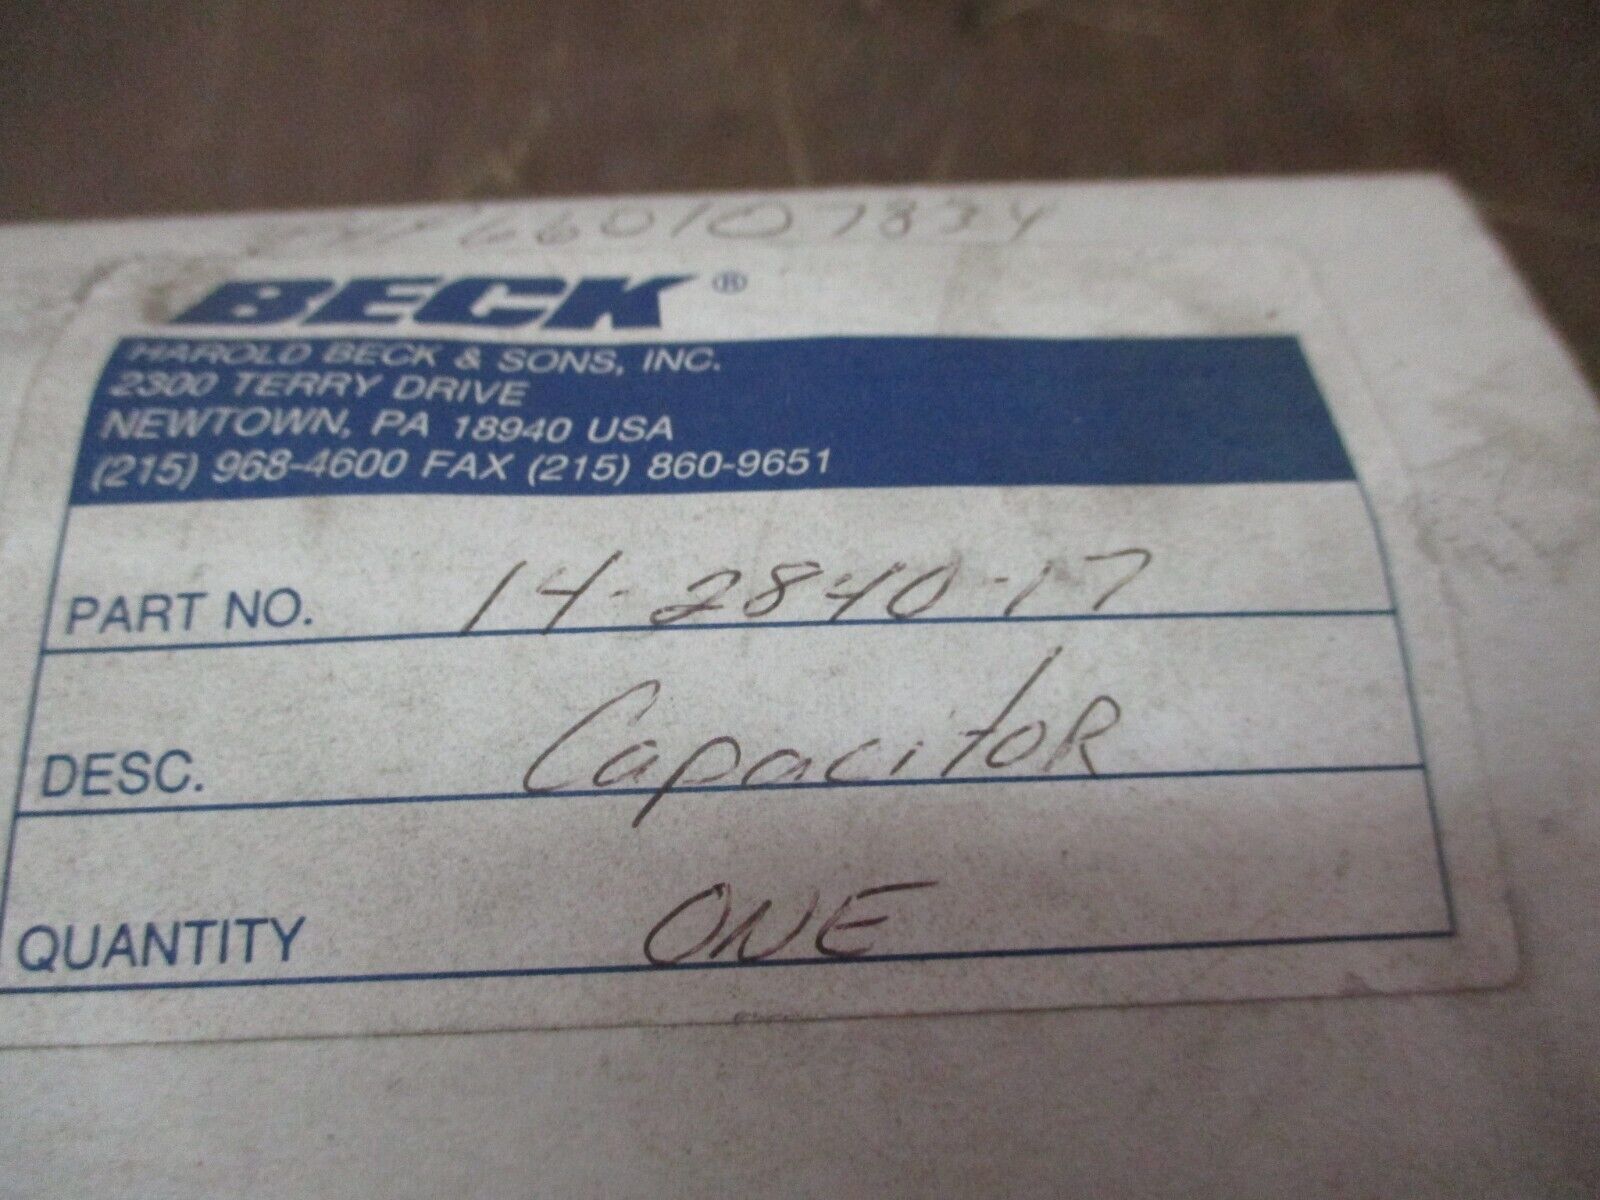 660107834
BECK®
HAROLD BECK & SONS, INC.
2300 TERRY DRIVE
NEWTOWN, PA 18940 USA
(215) 968-4600 FAX (215) 860-9651
PART NO. 14-2840-17
DESC. CapacitoR
QUANTITY ONE